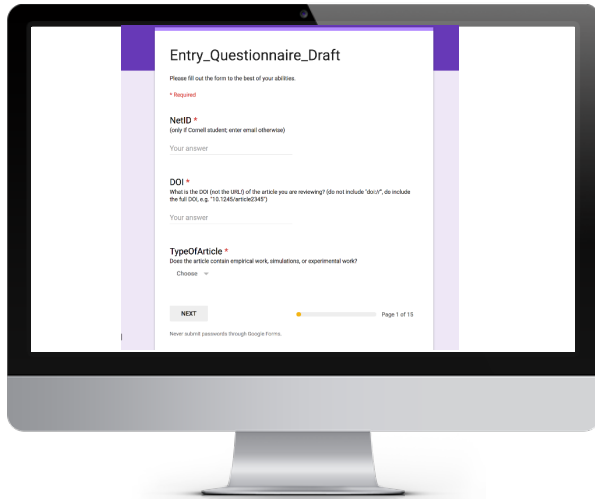 Entry_Questionnaire_Draft
Please fill out the form to the best of your abilities.
* Required
NetID *
(only if Cornell student; enter email otherwise)
Your answer
DOI *
What is the DOI (not the URL!) of the article you are reviewing? (do not include "doi://", do include
the full DOI, e.g. "10.1245/article2345")
Your answer
TypeOfArticle *
Does the article contain empirical work, simulations, or experimental work?
Choose
NEXT
Page 1 of 15
Never submit passwords through Google Forms.